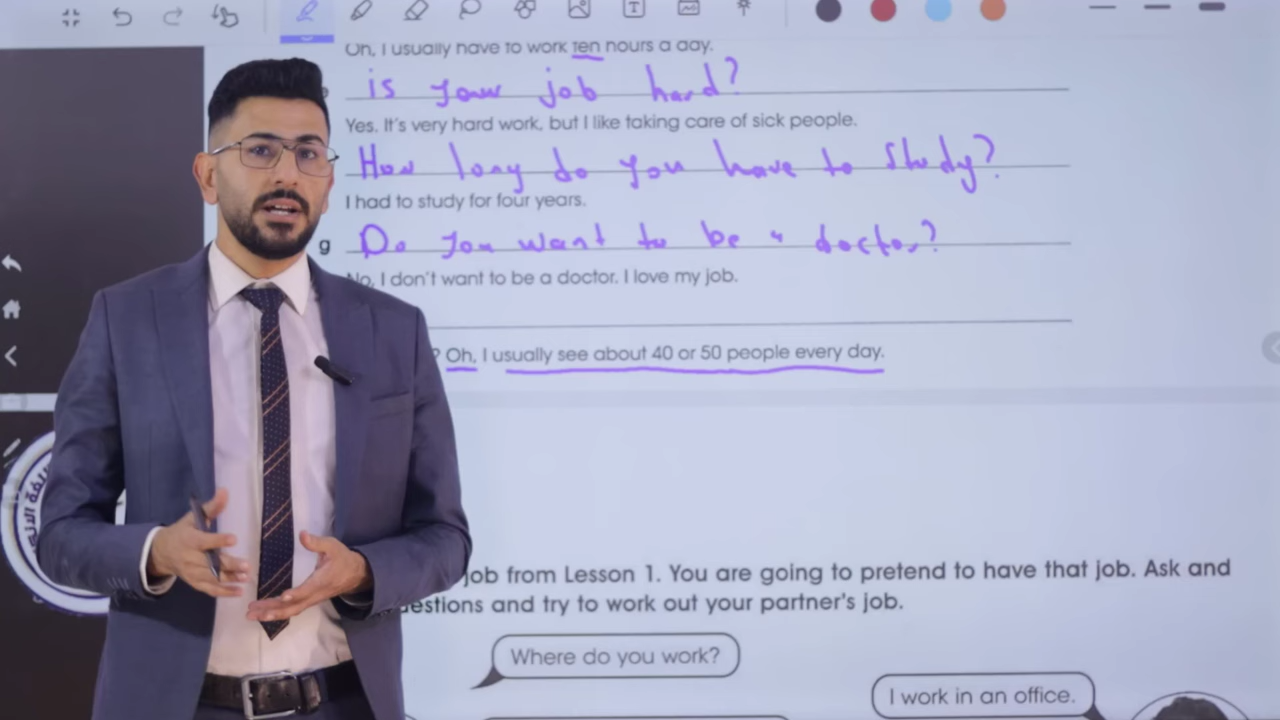 Oh, I usually have to work ten hours a day.
is your job hard?
Yes. It's very hard work, but I like taking care of sick people.
How long do you have to study?
I had to study for four years.
g Do you want to be a doctor?
No, I don't want to be a doctor. I love my job.
? Oh, I usually see about 40 or 50 people every day.
job from Lesson 1. You are going to pretend to have that job. Ask and
estions and try to work out your partner's job.
Where do you work?
I work in an office.